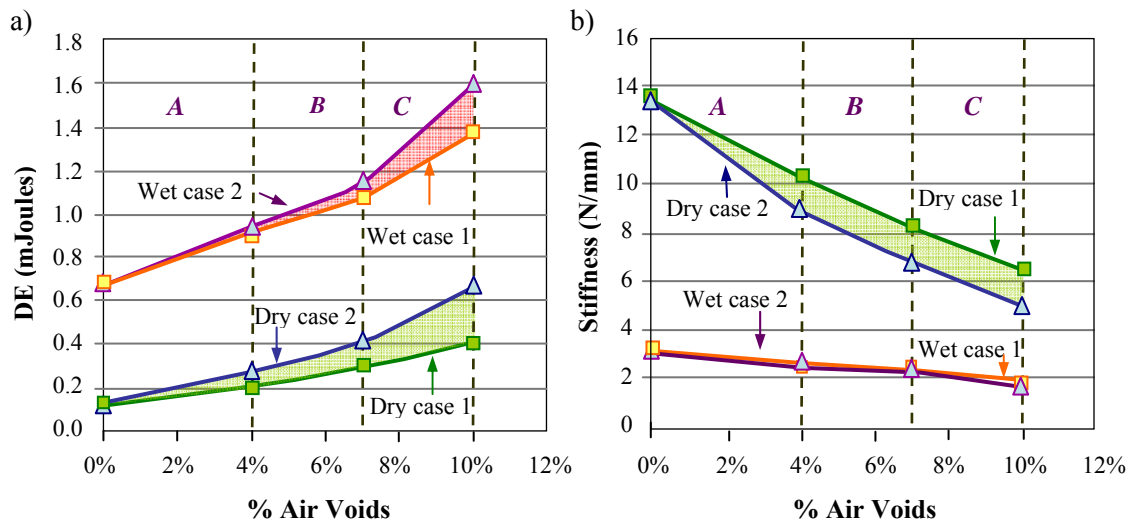 a)
1.8
1.6
1.4
1.2
1.0
0.8
0.6
0.4
0.2
0.0
DE (mJoules)
A
B
C
Wet case 2
Wet case 1
Dry case 2
Dry case 1
0%
2%
4%
6%
8%
10%
12%
% Air Voids
b)
16
14
12
10
8
6
4
2
0
Stiffness (N/mm)
A
B
C
Dry case 1
Dry case 2
Wet case 2
Wet case 1
0%
2%
4%
6%
8%
10%
12%
% Air Voids